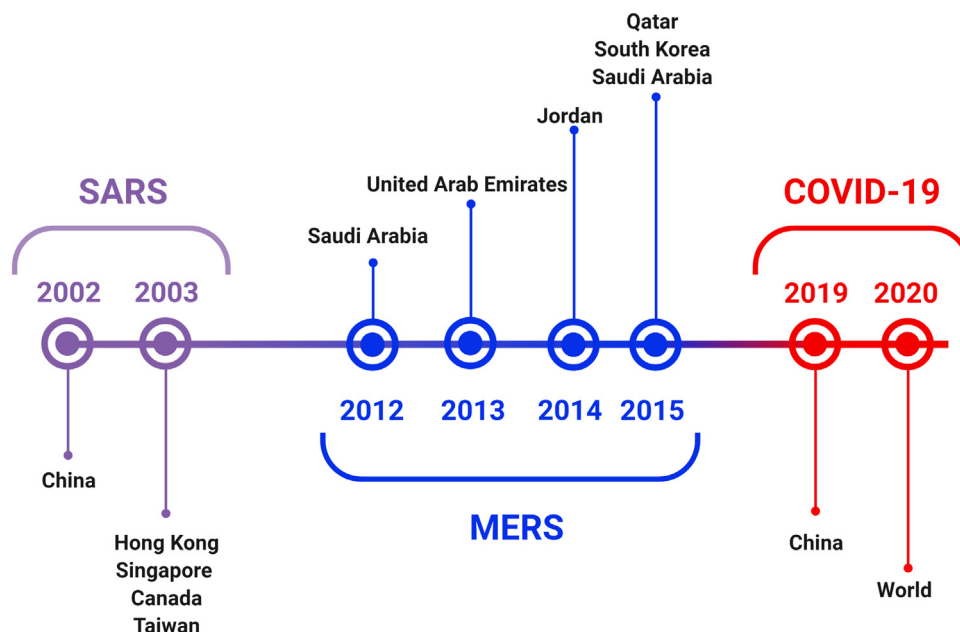 Qatar
South Korea
Saudi Arabia
Jordan
United Arab Emirates
Saudi Arabia
SARS
COVID-19
2002
2003
2019
2020
2012
2013
2014
2015
China
MERS
Hong Kong
Singapore
Canada
Taiwan
China
World